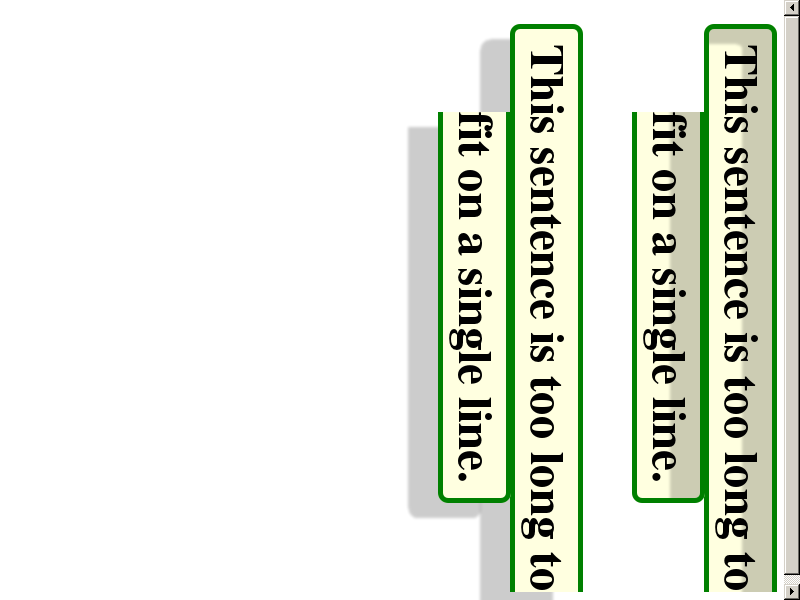 This sentence is too long to
fit on a single line.
This sentence is too long to
fit on a single line.